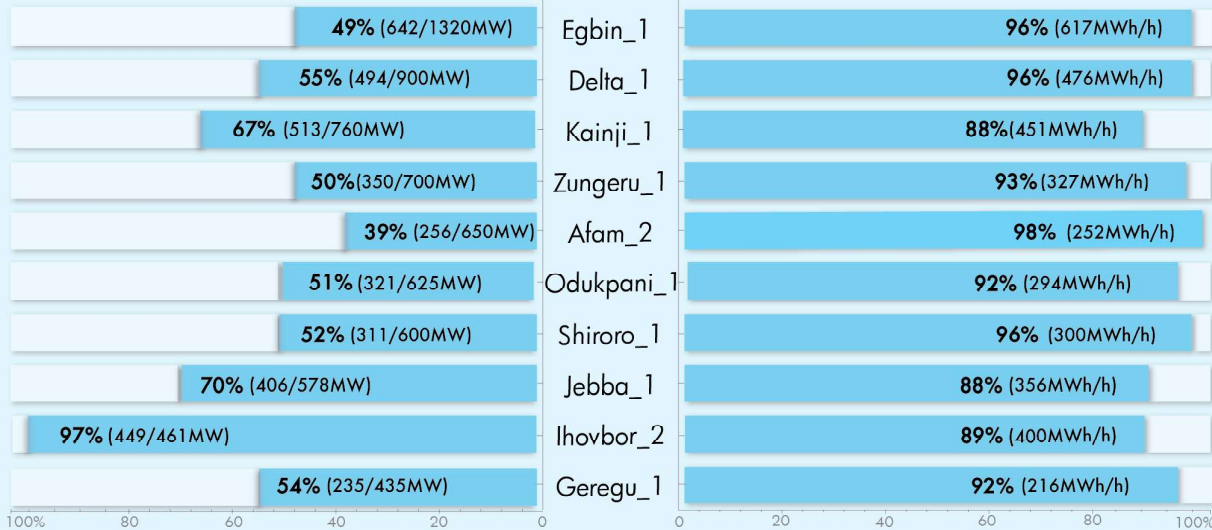 49% (642/1320MW) Egbin_1 96% (617MWh/h)
55% (494/900MW) Delta_1 96% (476MWh/h)
67% (513/760MW) Kainji_1 88%(451MWh/h)
50%(350/700MW) Zungeru_1 93%(327MWh/h)
39% (256/650MW) Afam_2 98% (252MWh/h)
51% (321/625MW) Odukpani_1 92% (294MWh/h)
52% (311/600MW) Shiroro_1 96% (300MWh/h)
70% (406/578MW) Jebba_1 88% (356MWh/h)
97% (449/461MW) Ihovbor_2 89% (400MWh/h)
54% (235/435MW) Geregu_1 92% (216MWh/h)
100% 80 60 40 20 0 0 20 40 60 80 100%